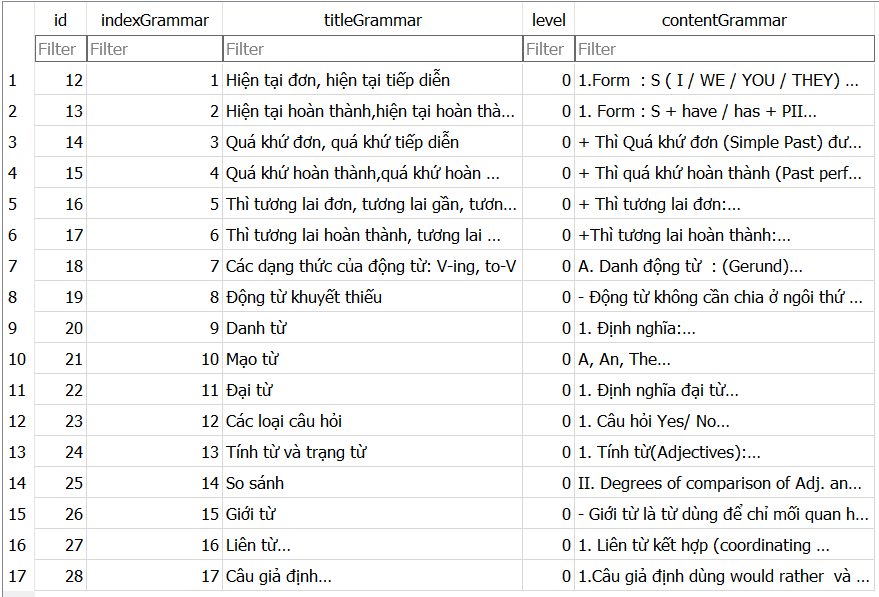 id indexGrammar titleGrammar level contentGrammar
Filter Filter Filter Filter Filter
1 12 1 Hiện tại đơn, hiện tại tiếp diễn 0 1.Form : S ( I / WE / YOU / THEY) ...
2 13 2 Hiện tại hoàn thành,hiện tại hoàn thà... 0 1. Form : S + have / has + PII...
3 14 3 Quá khứ đơn, quá khứ tiếp diễn 0 + Thì Quá khứ đơn (Simple Past) đư...
4 15 4 Quá khứ hoàn thành,quá khứ hoàn ... 0 + Thì quá khứ hoàn thành (Past perf...
5 16 5 Thì tương lai đơn, tương lai gần, tươn... 0 + Thì tương lai đơn:...
6 17 6 Thì tương lai hoàn thành, tương lai ... 0 +Thì tương lai hoàn thành:...
7 18 7 Các dạng thức của động từ: V-ing, to-V 0 A. Danh động từ : (Gerund)...
8 19 8 Động từ khuyết thiếu 0 - Động từ không cần chia ở ngôi thứ ...
9 20 9 Danh từ 0 1. Định nghĩa:...
10 21 10 Mạo từ 0 A, An, The...
11 22 11 Đại từ 0 1. Định nghĩa đại từ...
12 23 12 Các loại câu hỏi 0 1. Câu hỏi Yes/ No...
13 24 13 Tính từ và trạng từ 0 1. Tính từ(Adjectives):...
14 25 14 So sánh 0 II. Degrees of comparison of Adj. an...
15 26 15 Giới từ 0 - Giới từ là từ dùng để chỉ mối quan h...
16 27 16 Liên từ... 0 1. Liên từ kết hợp (coordinating ...
17 28 17 Câu giả định... 0 1.Câu giả định dùng would rather và ...